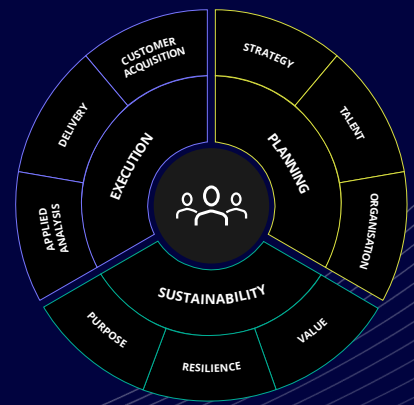 CUSTOMER
ACQUISITION
STRATEGY
DELIVERY
TALENT
EXECUTION
PLANNING
APPLIED
ANALYSIS
ORGANISATION
SUSTAINABILITY
PURPOSE
VALUE
RESILIENCE